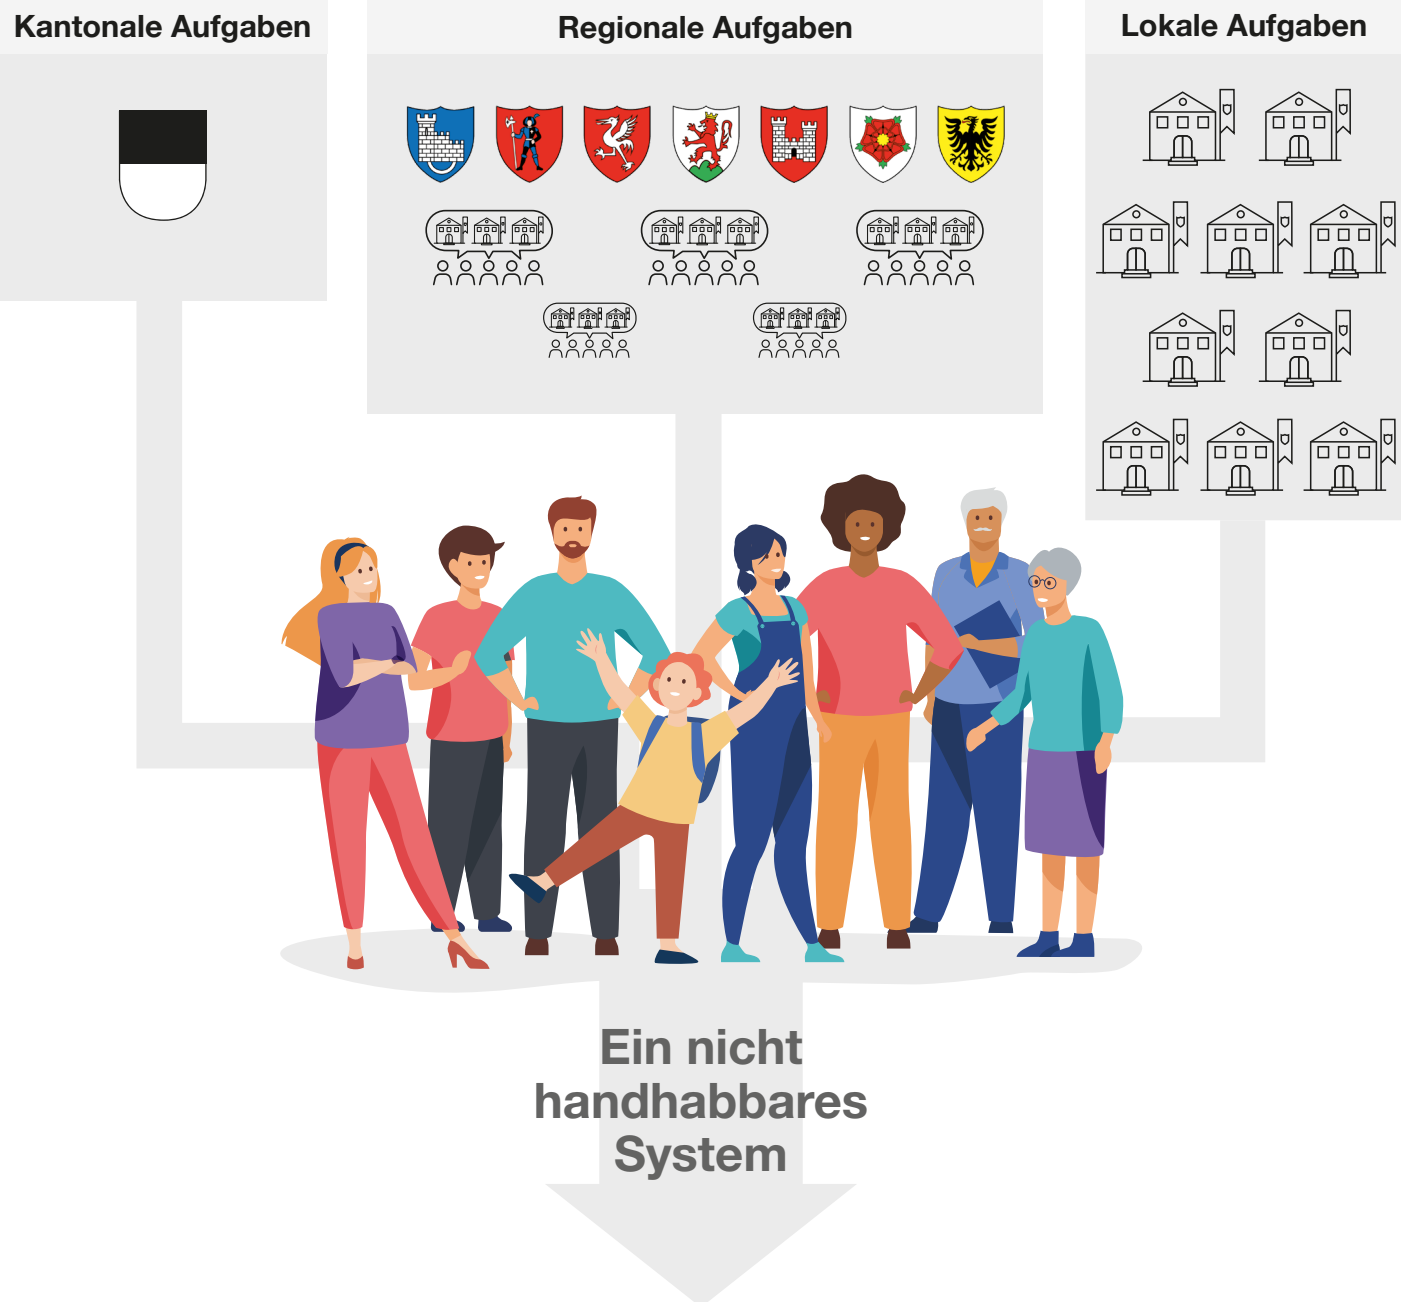 Kantonale Aufgaben
Regionale Aufgaben
Lokale Aufgaben
Ein nicht
handhabbares
System